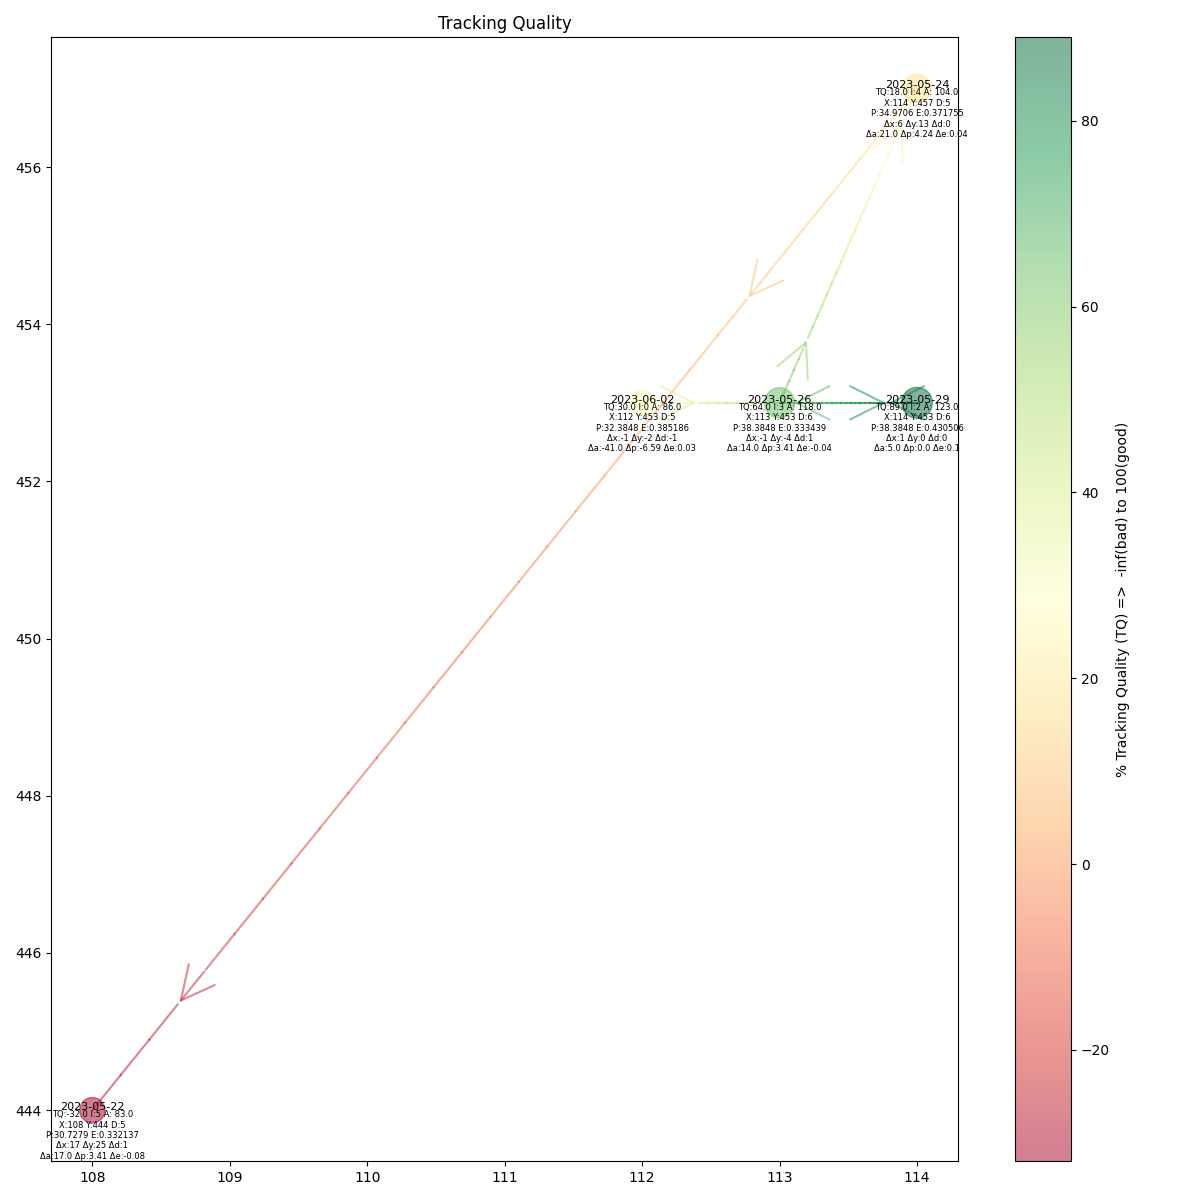 Tracking Quality
2023-05-24
TQ:18.0 I:4 A: 104.0
X:114 Y:457 D:5
P:34.9706 E:0.371755
Δx:6 Δy:13 Δd:0
Δa:21.0 Δp:4.24 Δe:0.04
2023-06-02
TQ:30.0 I:0 A: 86.0
X:112 Y:453 D:5
P:32.3848 E:0.385186
Δx:-1 Δy:-2 Δd:-1
Δa:-41.0 Δp:-6.59 Δe:0.03
2023-05-26
TQ:64.0 I:3 A: 118.0
X:113 Y:453 D:6
P:38.3848 E:0.333439
Δx:-1 Δy:-4 Δd:1
Δa:14.0 Δp:3.41 Δe:-0.04
2023-05-29
TQ:89.0 I:2 A: 123.0
X:114 Y:453 D:6
P:38.3848 E:0.430506
Δx:1 Δy:0 Δd:0
Δa:5.0 Δp:0.0 Δe:0.1
2023-05-22
TQ:-32.0 I:5 A: 83.0
X:108 Y:444 D:5
P:30.7279 E:0.332137
Δx:17 Δy:25 Δd:1
Δa:17.0 Δp:3.41 Δe:-0.08
456
454
452
450
448
446
444
108
109
110
111
112
113
114
80
60
40
20
0
−20
% Tracking Quality (TQ) =>  -inf(bad) to 100(good)